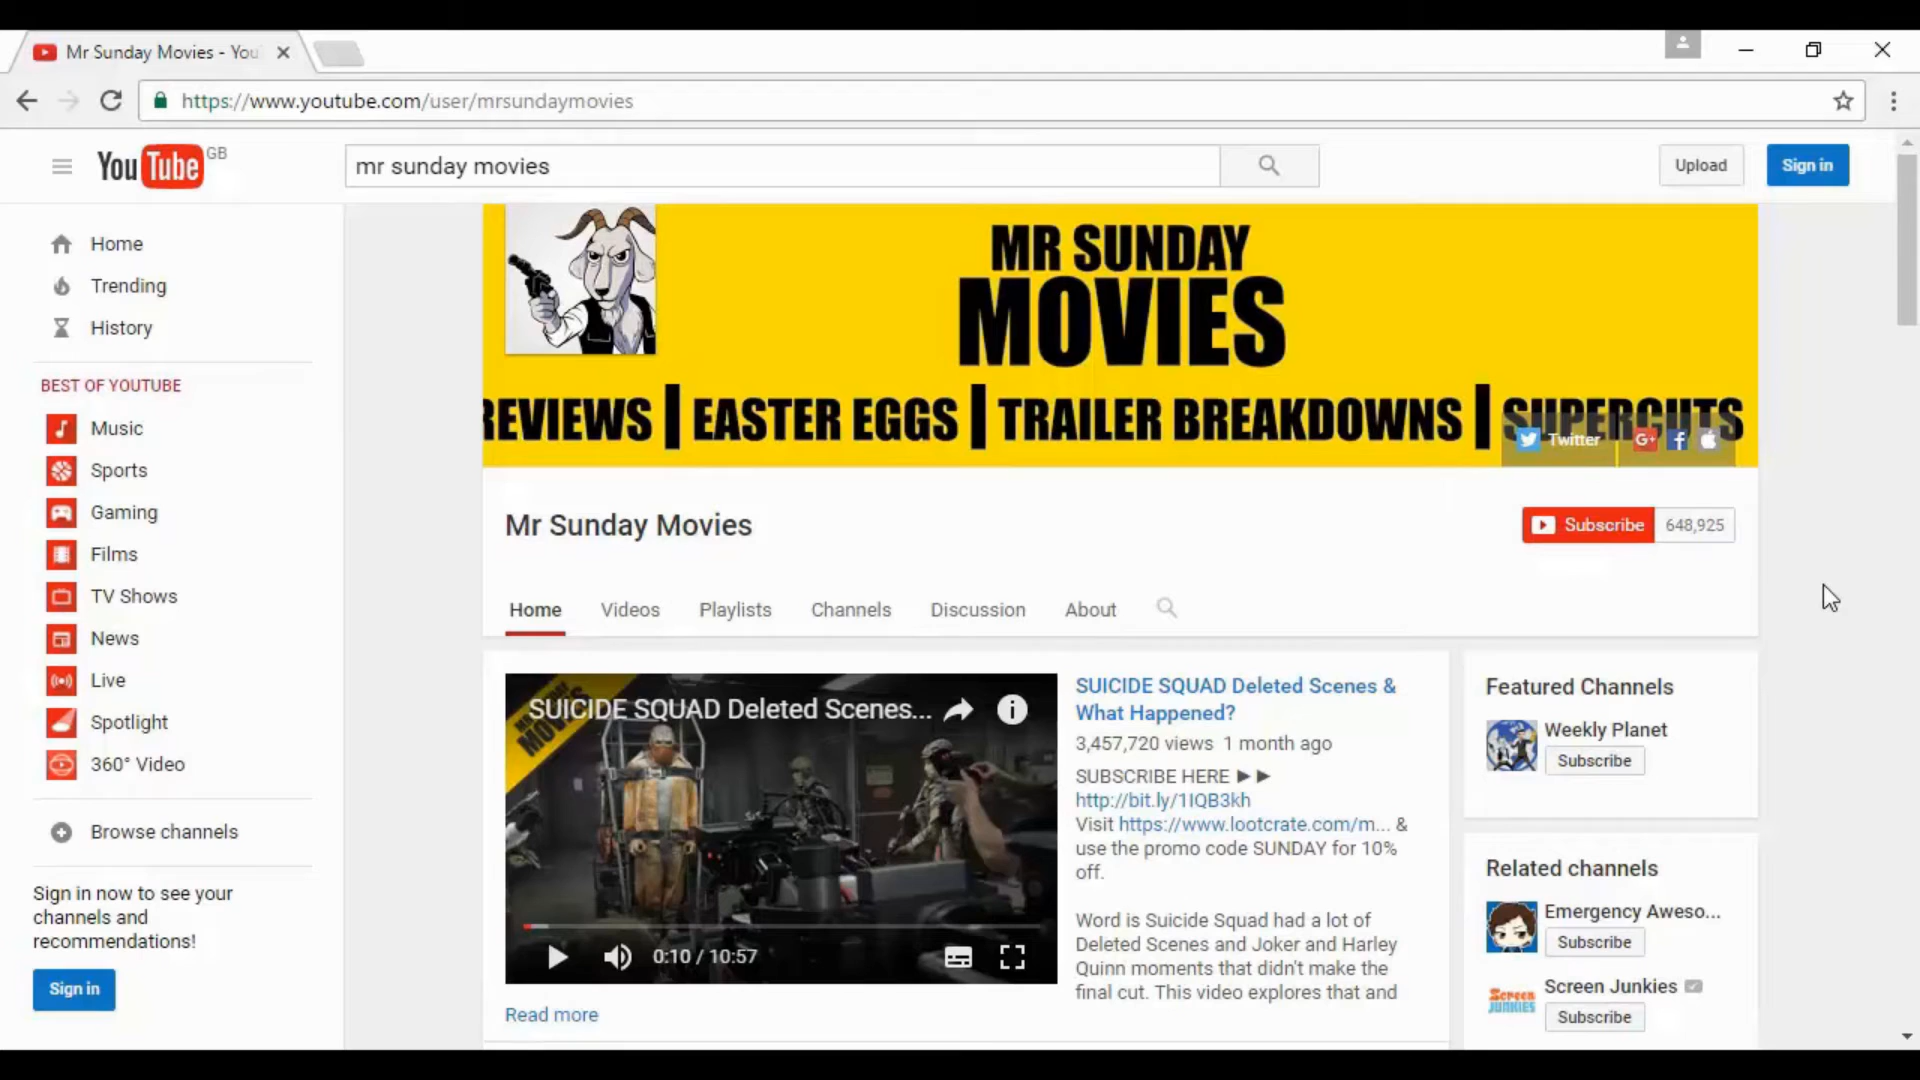 Mr Sunday Movies - You
https://www.youtube.com/user/mrsundaymovies
YouTube GB
mr sunday movies
Upload
Sign in
Home
Trending
History
BEST OF YOUTUBE
Music
Sports
Gaming
Films
TV Shows
News
Live
Spotlight
360° Video
Browse channels
Sign in now to see your
channels and
recommendations!
Sign in
MR SUNDAY
MOVIES
REVIEWS | EASTER EGGS | TRAILER BREAKDOWNS | SUPERCUTS
Twitter
Mr Sunday Movies
Subscribe 648,925
Home Videos Playlists Channels Discussion About
MR SUNDAY
MOVIES
SUICIDE SQUAD Deleted Scenes...
0:10 / 10:57
SUICIDE SQUAD Deleted Scenes &
What Happened?
3,457,720 views 1 month ago
SUBSCRIBE HERE ►►
http://bit.ly/1IQB3kh
Visit https://www.lootcrate.com/m... &
use the promo code SUNDAY for 10%
off.
Word is Suicide Squad had a lot of
Deleted Scenes and Joker and Harley
Quinn moments that didn't make the
final cut. This video explores that and
Read more
Featured Channels
Weekly Planet
Subscribe
Related channels
Emergency Aweso...
Subscribe
Screen Junkies
SCREEN
JUNKIES
Subscribe